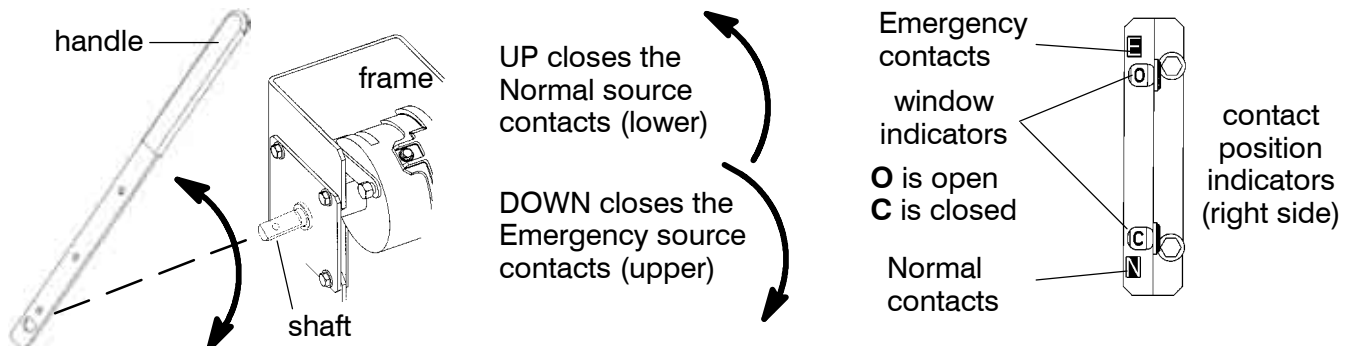 handle
frame
shaft
UP closes the
Normal source
contacts (lower)
DOWN closes the
Emergency source
contacts (upper)
Emergency
contacts
window
indicators
O is open
C is closed
Normal
contacts
E
O
C
N
contact
position
indicators
(right side)